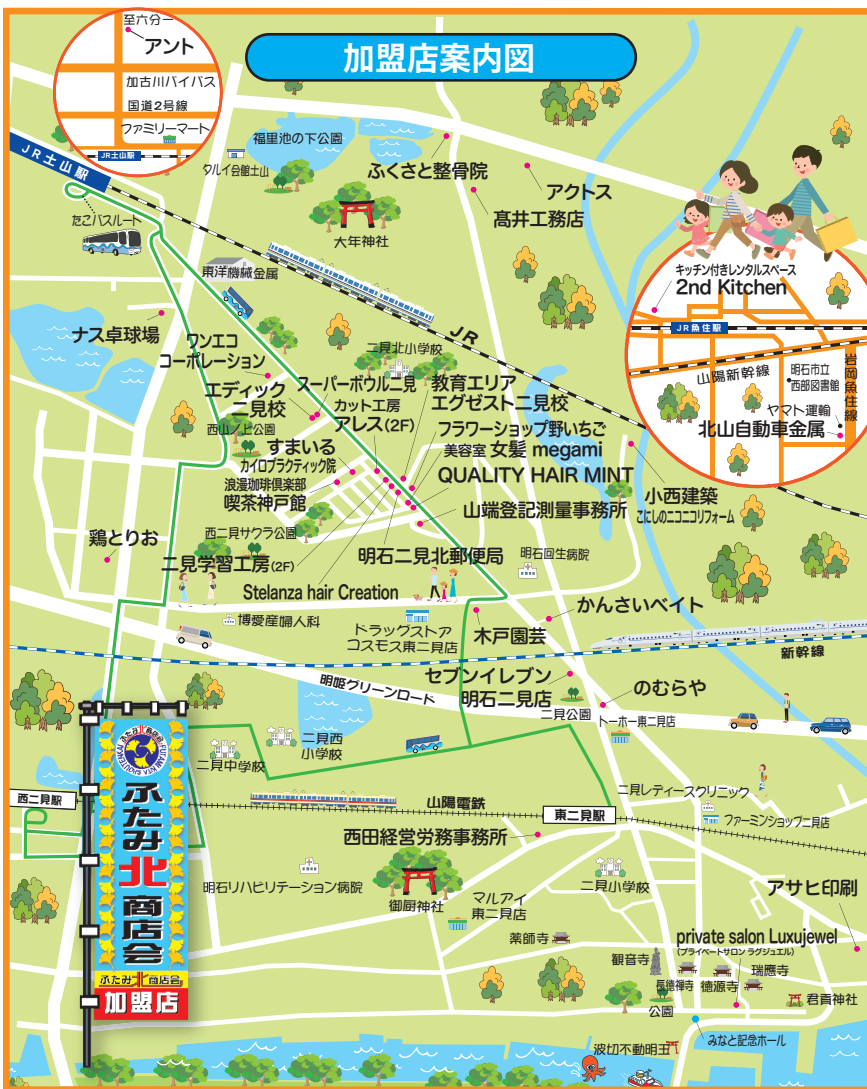 加盟店案内図
至六分一
アント
加古川バイパス
国道2号線
ファミリーマート
JR土山駅
JR土山駅
たこバスルート
タルイ会館土山
福里池の下公園
大年神社
ふくさと整骨院
アクトス
髙井工務店
東洋機械金属
JR
キッチン付きレンタルスペース
2nd Kitchen
JR魚住駅
山陽新幹線
明石市立
西部図書館
岩岡魚住線
ヤマト運輸
北山自動車金属
ナス卓球場
ワンエコ
コーポレーション
二見北小学校
エディック
二見校
スーパーボウル二見
カット工房
アレス(2F)
教育エリア
エグゼスト二見校
フラワーショップ野いちご
美容室 女髪 megami
QUALITY HAIR MINT
西山ノ上公園
すまいる
カイロプラクティック院
浪漫珈琲倶楽部
喫茶神戸館
山端登記測量事務所
小西建築
こにしのニコニコリフォーム
鶏とりお
西二見サクラ公園
二見学習工房(2F)
明石二見北郵便局
明石回生病院
Stelanza hair Creation
博愛産婦人科
トラッグストア
コスモス東二見店
木戸園芸
かんさいベイト
新幹線
セブンイレブン
明石二見店
明姫グリーンロード
のむらや
二見公園
トーホー東二見店
二見西
小学校
二見中学校
西二見駅
山陽電鉄
東二見駅
二見レディースクリニック
ファーミンショップ二見店
西田経営労務事務所
明石リハビリテーション病院
御厨神社
マルアイ
東二見店
二見小学校
アサヒ印刷
薬師寺
private salon Luxujewel
(プライベートサロン ラグジュエル)
観音寺
長徳禅寺
徳源寺
瑞應寺
公園
君貢神社
みなと記念ホール
波切不動明王
ふたみ北商店会
FUTAMI KITA SHOUTENKAI
ふたみ北商店会
ふたみ北商店会
加盟店